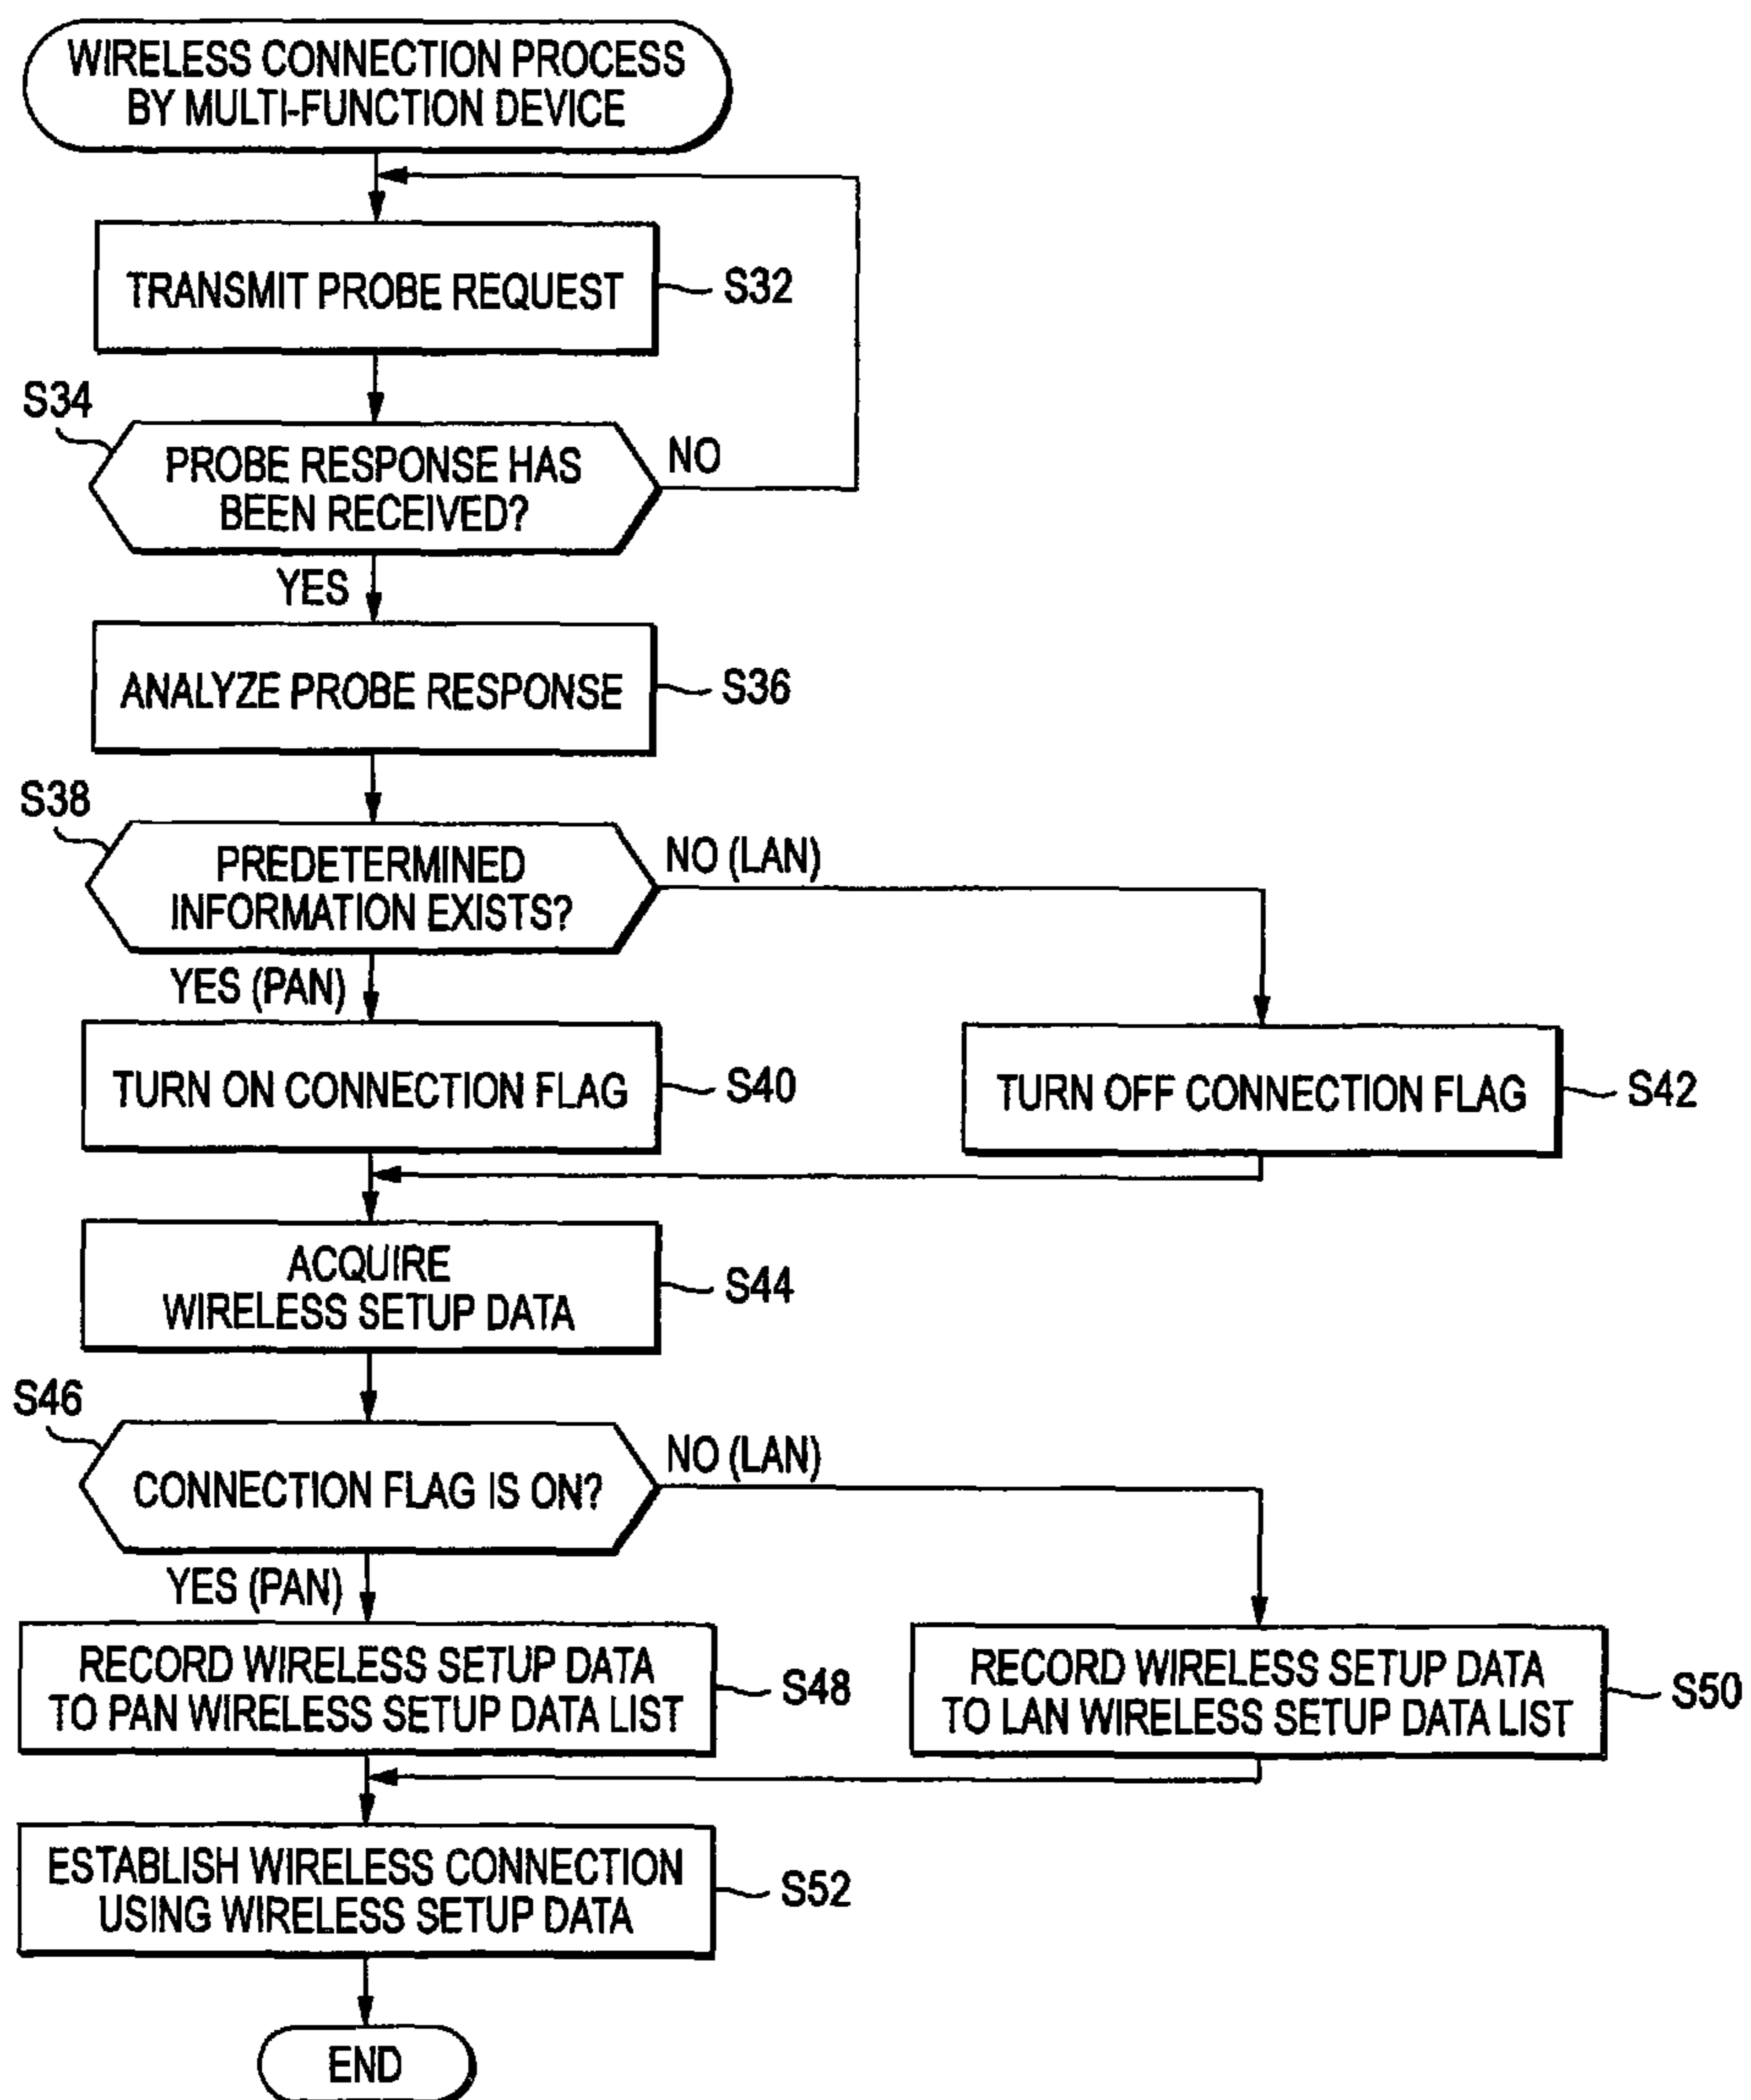 WIRELESS CONNECTION PROCESS
BY MULTI-FUNCTION DEVICE
TRANSMIT PROBE REQUEST
S32
S34
PROBE RESPONSE HAS
BEEN RECEIVED?
NO
YES
ANALYZE PROBE RESPONSE
S36
S38
PREDETERMINED
INFORMATION EXISTS?
NO (LAN)
YES (PAN)
TURN ON CONNECTION FLAG
S40
TURN OFF CONNECTION FLAG
S42
ACQUIRE
WIRELESS SETUP DATA
S44
S46
CONNECTION FLAG IS ON?
NO (LAN)
YES (PAN)
RECORD WIRELESS SETUP DATA
TO PAN WIRELESS SETUP DATA LIST
S48
RECORD WIRELESS SETUP DATA
TO LAN WIRELESS SETUP DATA LIST
S50
ESTABLISH WIRELESS CONNECTION
USING WIRELESS SETUP DATA
S52
END